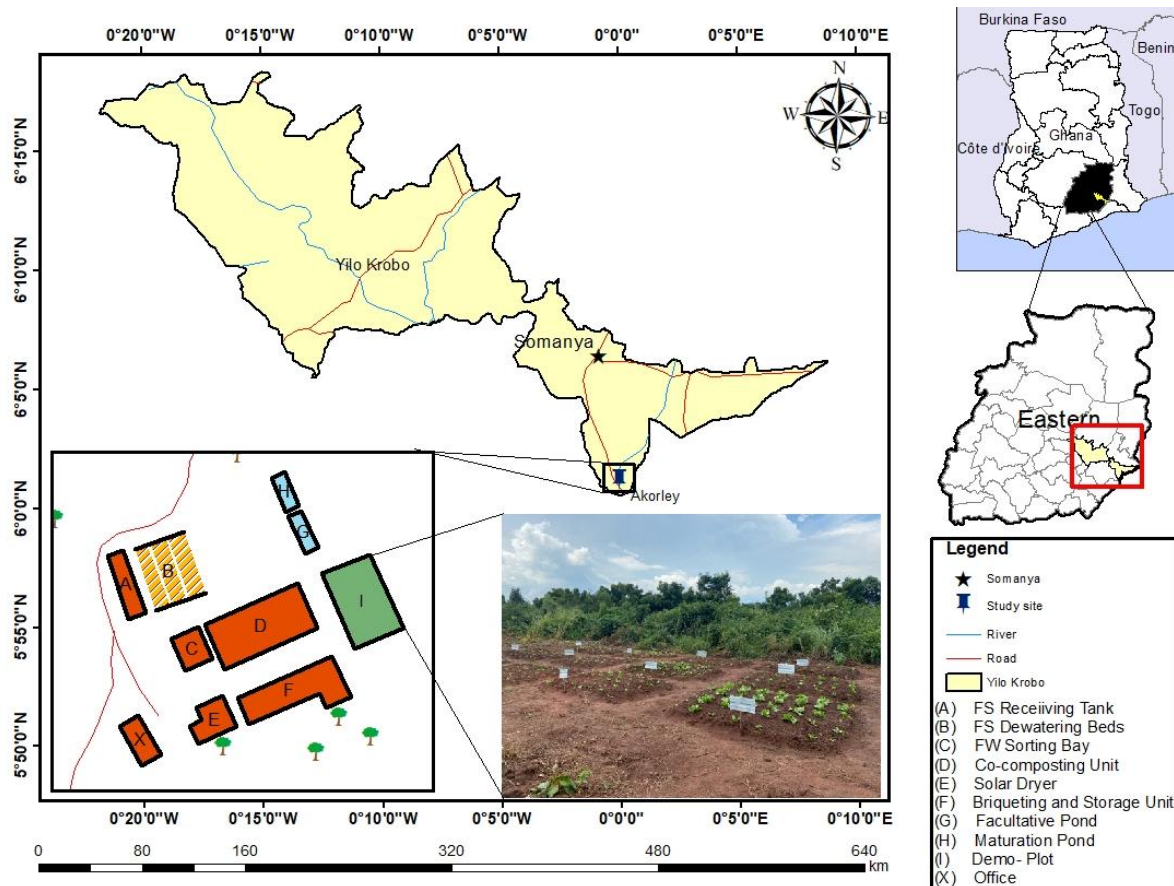 0°20'0"W 0°15'0"W 0°10'0"W 0°5'0"W 0°0'0" 0°5'0"E 0°10'0"E
6°15'0"N
6°10'0"N
6°5'0"N
6°0'0"N
5°55'0"N
5°50'0"N
N
W E
S
Yilo Krobo
Somanya
Akorley
H
G
A
B
I
D
C
F
E
X
0°20'0"W 0°15'0"W 0°10'0"W 0°5'0"W 0°0'0" 0°5'0"E 0°10'0"E
0 80 160 320 480 640
km
Burkina Faso
Benin
Togo
Ghana
Côte d'Ivoire
Eastern
Legend
Somanya
Study site
River
Road
Yilo Krobo
(A) FS Receiiving Tank
(B) FS Dewatering Beds
(C) FW Sorting Bay
(D) Co-composting Unit
(E) Solar Dryer
(F) Briqueting and Storage Unit
(G) Facultative Pond
(H) Maturation Pond
(I) Demo- Plot
(X) Office